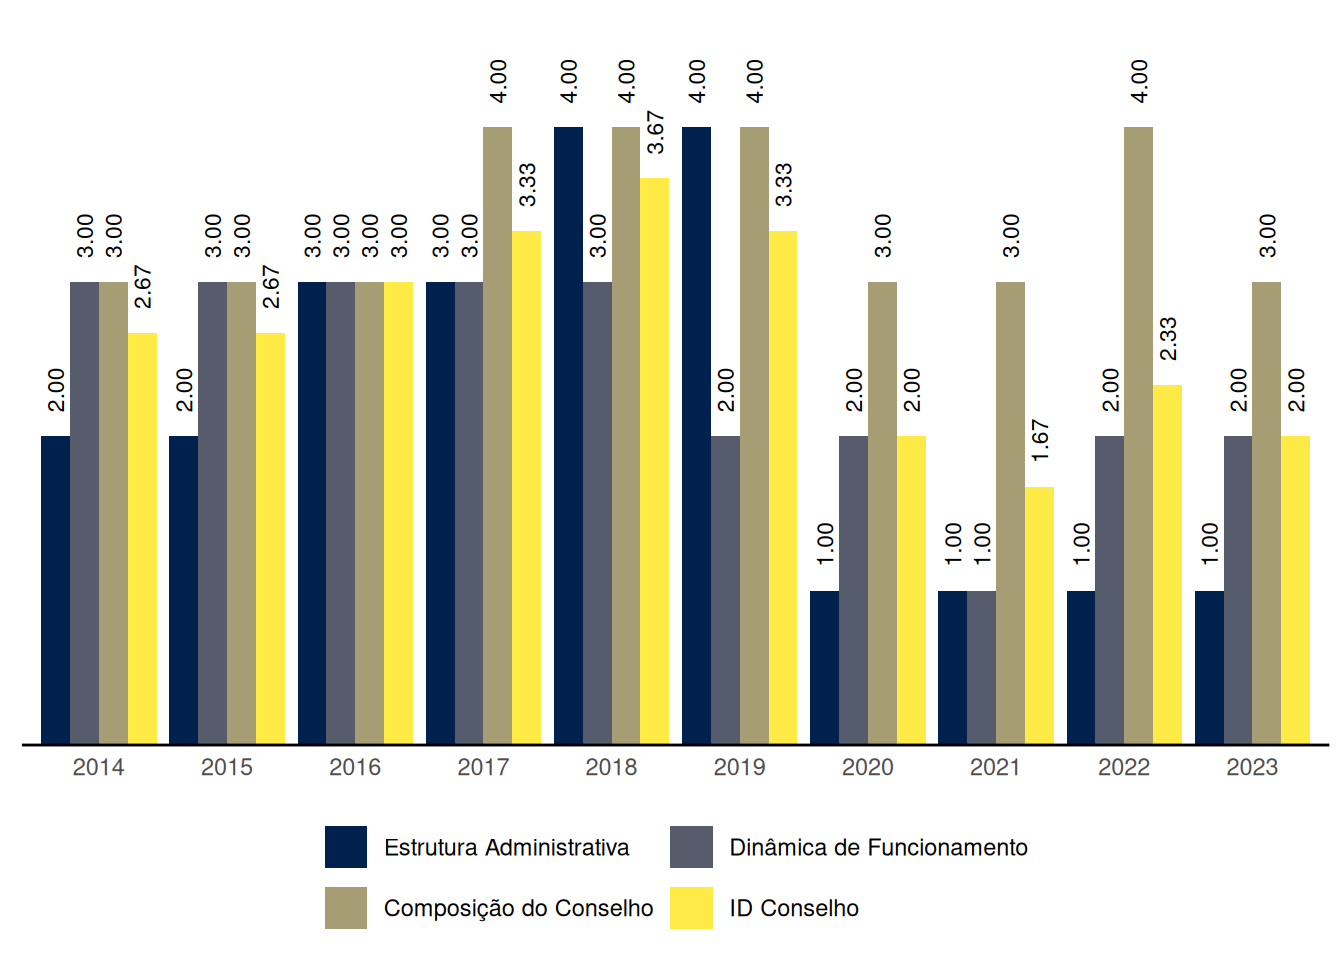 2.00 3.00 3.00 2.67 2.00 3.00 3.00 2.67 3.00 3.00 3.00 3.00 3.00 3.00 4.00 3.33 4.00 3.00 4.00 3.67 4.00 2.00 4.00 3.33 1.00 2.00 3.00 2.00 1.00 1.00 3.00 1.67 1.00 2.00 4.00 2.33 1.00 2.00 3.00 2.00
2014 2015 2016 2017 2018 2019 2020 2021 2022 2023
Estrutura Administrativa Dinâmica de Funcionamento
Composição do Conselho ID Conselho